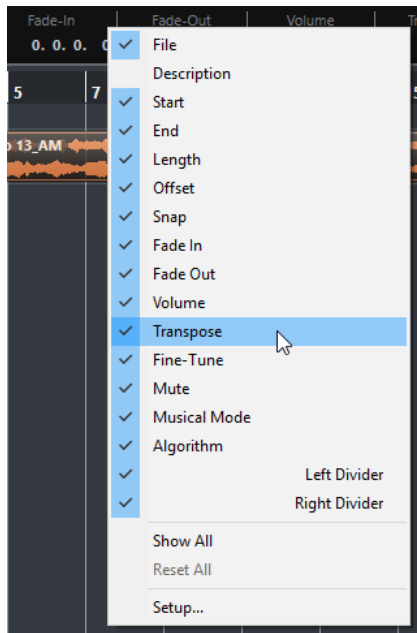 Fade-In Fade-Out Volume
0. 0. 0.
5 7
13_AM
File
Description
Start
End
Length
Offset
Snap
Fade In
Fade Out
Volume
Transpose
Fine-Tune
Mute
Musical Mode
Algorithm
Left Divider
Right Divider
Show All
Reset All
Setup...